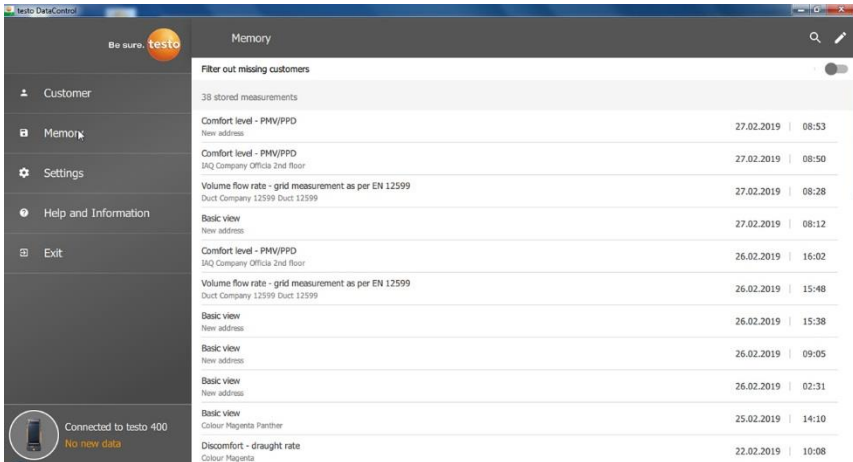 testo DataControl
Be sure. testo
Memory
Customer
Memory
Settings
Help and Information
Exit
Connected to testo 400
No new data
Filter out missing customers
38 stored measurements
Comfort level - PMV/PPD
New address
27.02.2019 | 08:53
Comfort level - PMV/PPD
IAQ Company Officia 2nd floor
27.02.2019 | 08:50
Volume flow rate - grid measurement as per EN 12599
Duct Company 12599 Duct 12599
27.02.2019 | 08:28
Basic view
New address
27.02.2019 | 08:12
Comfort level - PMV/PPD
IAQ Company Officia 2nd floor
26.02.2019 | 16:02
Volume flow rate - grid measurement as per EN 12599
Duct Company 12599 Duct 12599
26.02.2019 | 15:48
Basic view
New address
26.02.2019 | 15:38
Basic view
New address
26.02.2019 | 09:05
Basic view
New address
26.02.2019 | 02:31
Basic view
Colour Magenta Panther
25.02.2019 | 14:10
Discomfort - draught rate
Colour Magenta
22.02.2019 | 10:08